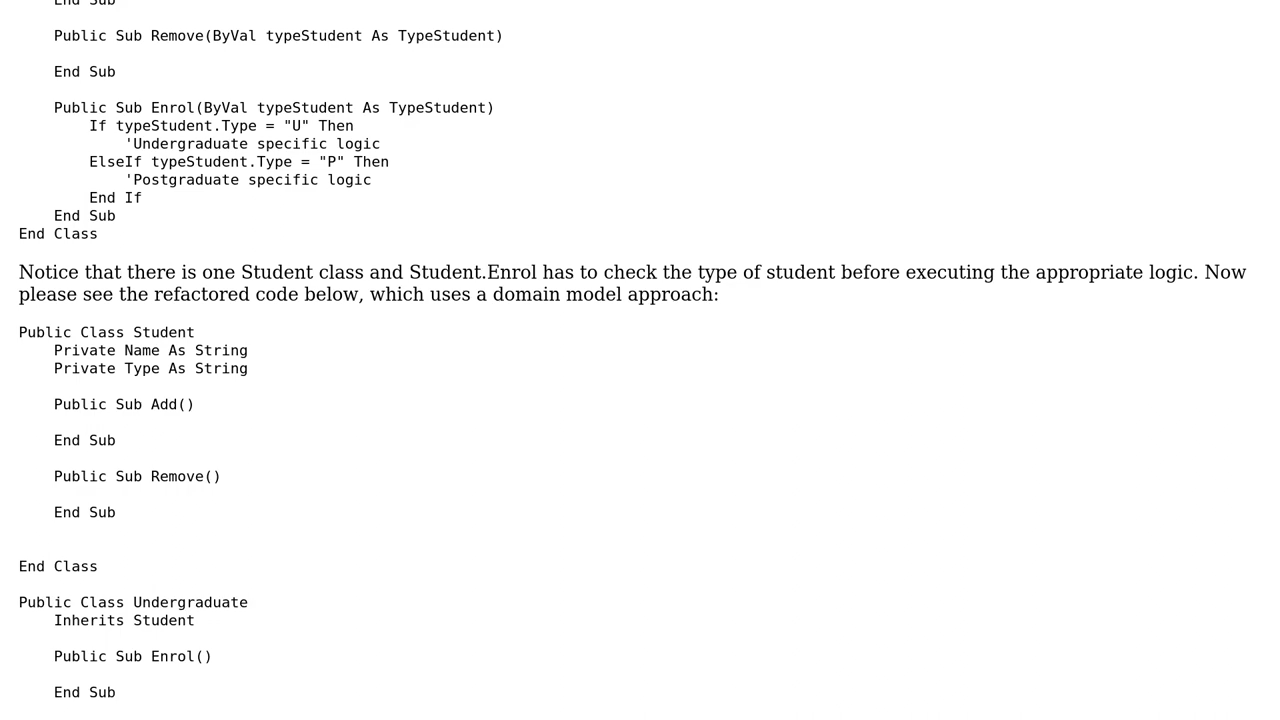 End Sub
    Public Sub Remove(ByVal typeStudent As TypeStudent)
    End Sub
    Public Sub Enrol(ByVal typeStudent As TypeStudent)
        If typeStudent.Type = "U" Then
            'Undergraduate specific logic
        ElseIf typeStudent.Type = "P" Then
            'Postgraduate specific logic
        End If
    End Sub
End Class
Notice that there is one Student class and Student.Enrol has to check the type of student before executing the appropriate logic. Now
please see the refactored code below, which uses a domain model approach:
Public Class Student
    Private Name As String
    Private Type As String
    Public Sub Add()
    End Sub
    Public Sub Remove()
    End Sub
End Class
Public Class Undergraduate
    Inherits Student
    Public Sub Enrol()
    End Sub